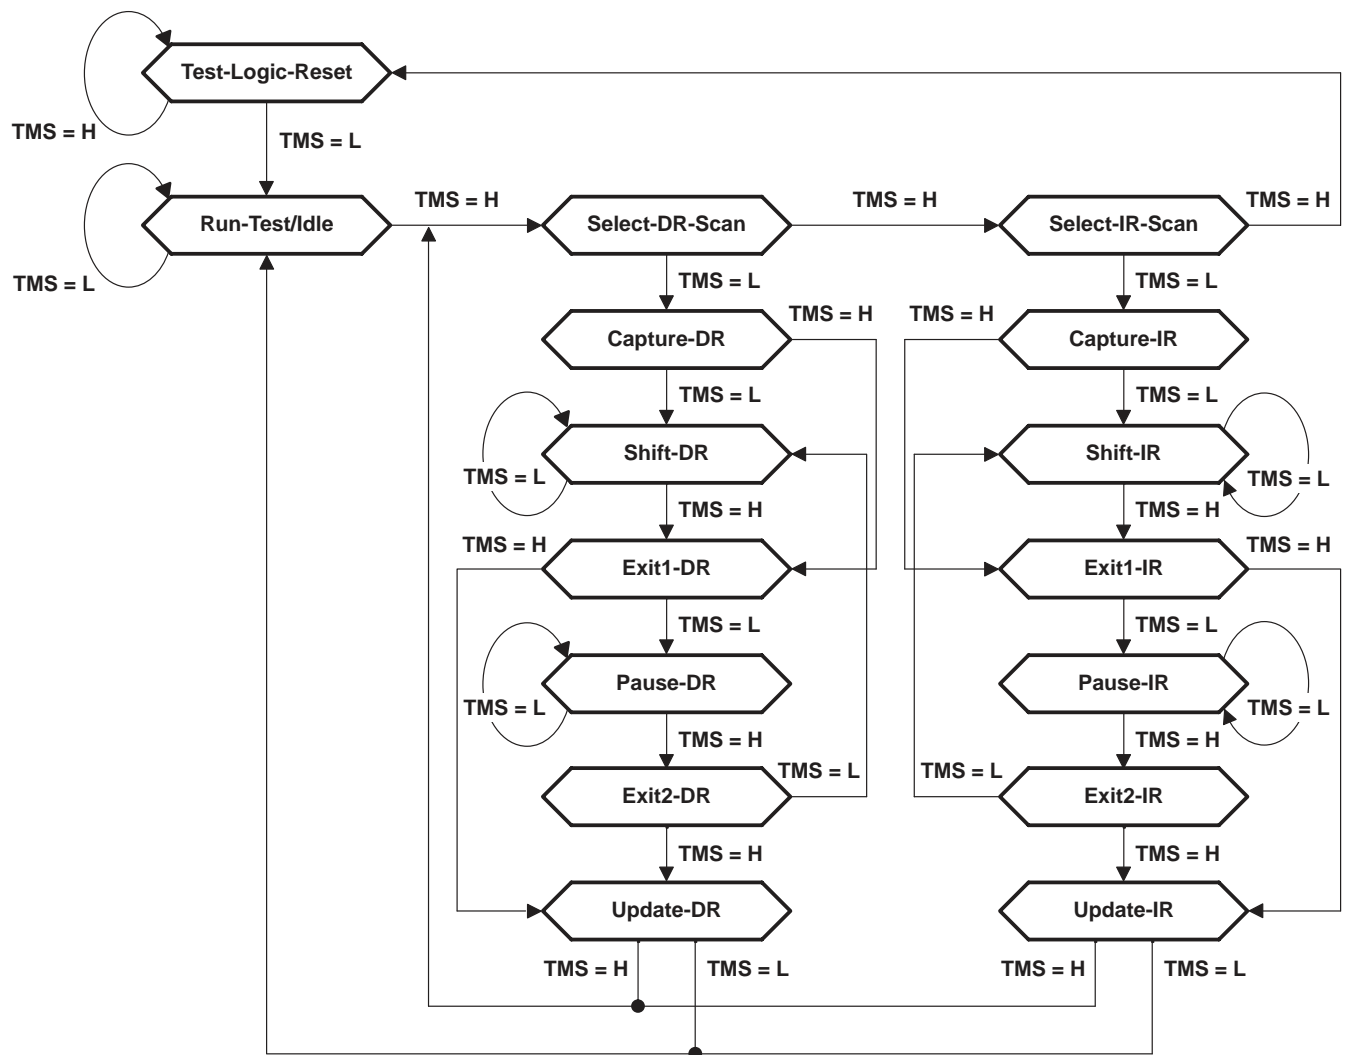 Test-Logic-Reset
TMS = H
TMS = L
TMS = H
TMS = H
TMS = H
Run-Test/Idle
Select-DR-Scan
Select-IR-Scan
TMS = L
TMS = L
TMS = L
TMS = H
TMS = H
Capture-DR
Capture-IR
TMS = L
TMS = L
Shift-DR
Shift-IR
TMS = L
TMS = L
TMS = H
TMS = H
TMS = H
TMS = H
Exit1-DR
Exit1-IR
TMS = L
TMS = L
Pause-DR
Pause-IR
TMS = L
TMS = L
TMS = H
TMS = H
TMS = L
TMS = L
Exit2-DR
Exit2-IR
TMS = H
TMS = H
Update-DR
Update-IR
TMS = H
TMS = L
TMS = H
TMS = L